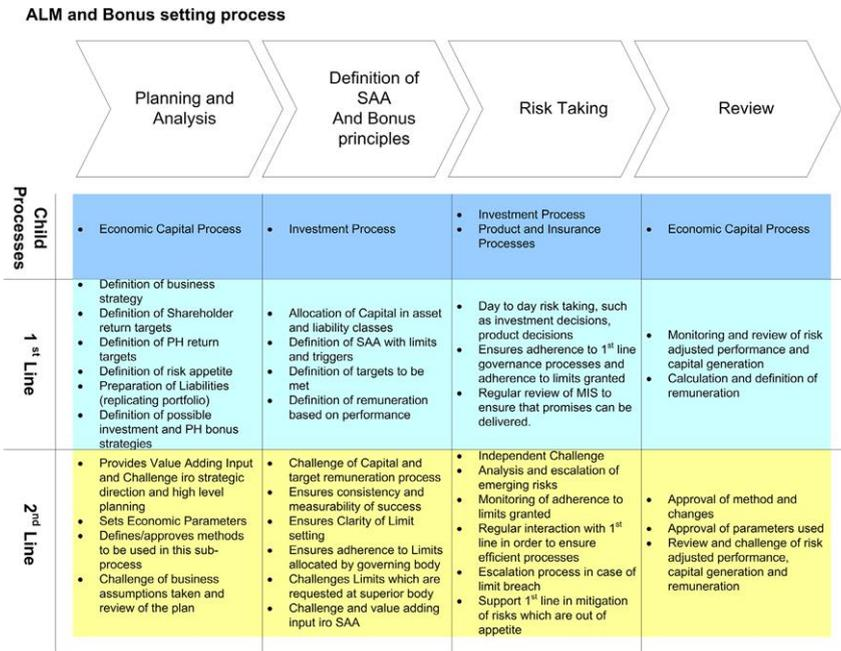 ALM and Bonus setting process
Planning and
Analysis
Definition of
SAA
And Bonus
principles
Risk Taking
Review
Child
Processes
• Economic Capital Process
• Investment Process
• Investment Process
• Product and Insurance
Processes
• Economic Capital Process
1st Line
• Definition of business
strategy
• Definition of Shareholder
return targets
• Definition of PH return
targets
• Definition of risk appetite
• Preparation of Liabilities
(replicating portfolio)
• Definition of possible
investment and PH bonus
strategies
• Allocation of Capital in asset
and liability classes
• Definition of SAA with limits
and triggers
• Definition of targets to be
met
• Definition of remuneration
based on performance
• Day to day risk taking, such
as investment decisions,
product decisions
• Ensures adherence to 1st line
governance processes and
adherence to limits granted
• Regular review of MIS to
ensure that promises can be
delivered.
• Monitoring and review of risk
adjusted performance and
capital generation
• Calculation and definition of
remuneration
2nd Line
• Provides Value Adding Input
and Challenge iro strategic
direction and high level
planning
• Sets Economic Parameters
• Defines/approves methods
to be used in this sub-
process
• Challenge of business
assumptions taken and
review of the plan
• Challenge of Capital and
target remuneration process
• Ensures consistency and
measurability of success
• Ensures Clarity of Limit
setting
• Ensures adherence to Limits
allocated by governing body
• Challenges Limits which are
requested at superior body
• Challenge and value adding
input iro SAA
• Independent Challenge
• Analysis and escalation of
emerging risks
• Monitoring of adherence to
limits granted
• Regular interaction with 1st
line in order to ensure
efficient processes
• Escalation process in case of
limit breach
• Support 1st line in mitigation
of risks which are out of
appetite
• Approval of method and
changes
• Approval of parameters used
• Review and challenge of risk
adjusted performance,
capital generation and
remuneration